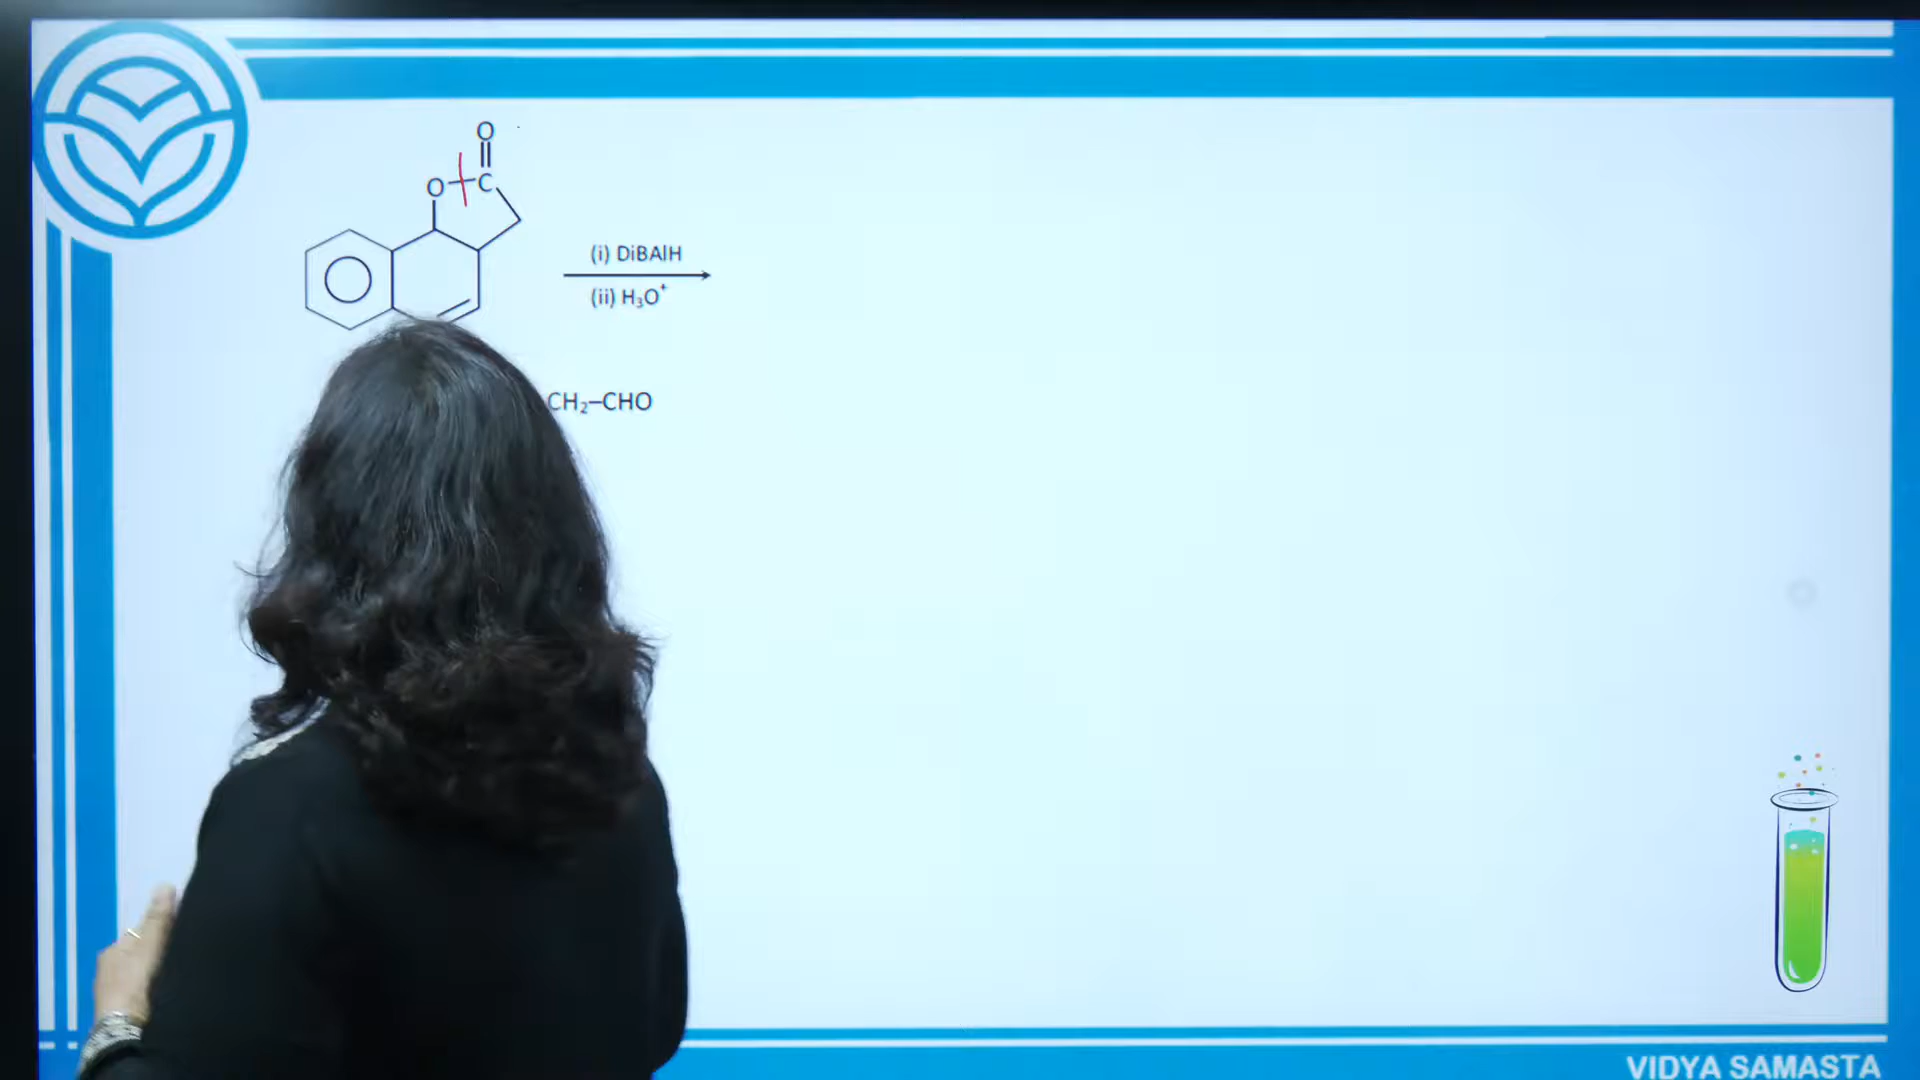 O
O C
(i) DiBAlH
(ii) H₃O⁺
CH₂–CHO
VIDYA SAMASTA